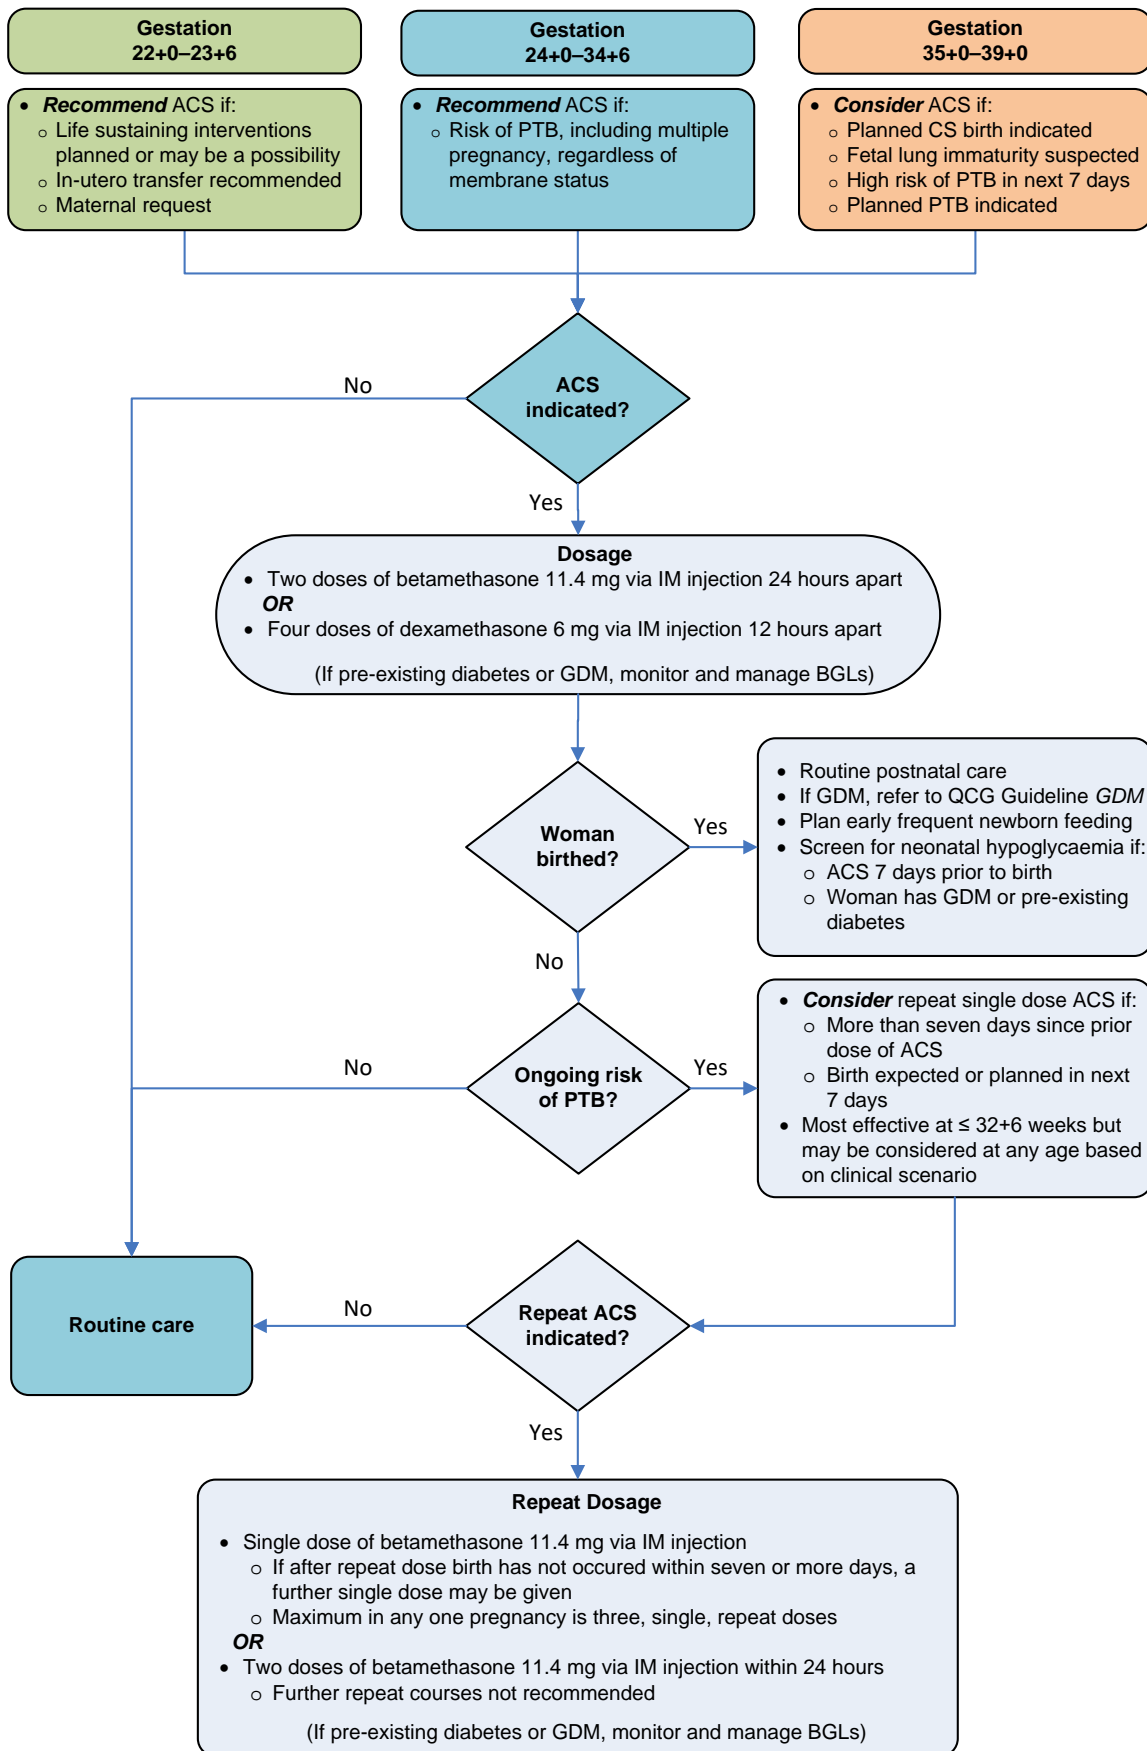 Gestation
22+0–23+6
Gestation
24+0–34+6
Gestation
35+0–39+0
• Recommend ACS if:
o Life sustaining interventions
planned or may be a possibility
o In-utero transfer recommended
o Maternal request
• Recommend ACS if:
o Risk of PTB, including multiple
pregnancy, regardless of
membrane status
• Consider ACS if:
o Planned CS birth indicated
o Fetal lung immaturity suspected
o High risk of PTB in next 7 days
o Planned PTB indicated
ACS
indicated?
No
Yes
Dosage
• Two doses of betamethasone 11.4 mg via IM injection 24 hours apart
OR
• Four doses of dexamethasone 6 mg via IM injection 12 hours apart
(If pre-existing diabetes or GDM, monitor and manage BGLs)
Woman
birthed?
Yes
• Routine postnatal care
• If GDM, refer to QCG Guideline GDM
• Plan early frequent newborn feeding
• Screen for neonatal hypoglycaemia if:
o ACS 7 days prior to birth
o Woman has GDM or pre-existing
diabetes
No
Ongoing risk
of PTB?
No
Yes
• Consider repeat single dose ACS if:
o More than seven days since prior
dose of ACS
o Birth expected or planned in next
7 days
• Most effective at ≤ 32+6 weeks but
may be considered at any age based
on clinical scenario
Repeat ACS
indicated?
No
Routine care
Yes
Repeat Dosage
• Single dose of betamethasone 11.4 mg via IM injection
o If after repeat dose birth has not occured within seven or more days, a
further single dose may be given
o Maximum in any one pregnancy is three, single, repeat doses
OR
• Two doses of betamethasone 11.4 mg via IM injection within 24 hours
o Further repeat courses not recommended
(If pre-existing diabetes or GDM, monitor and manage BGLs)